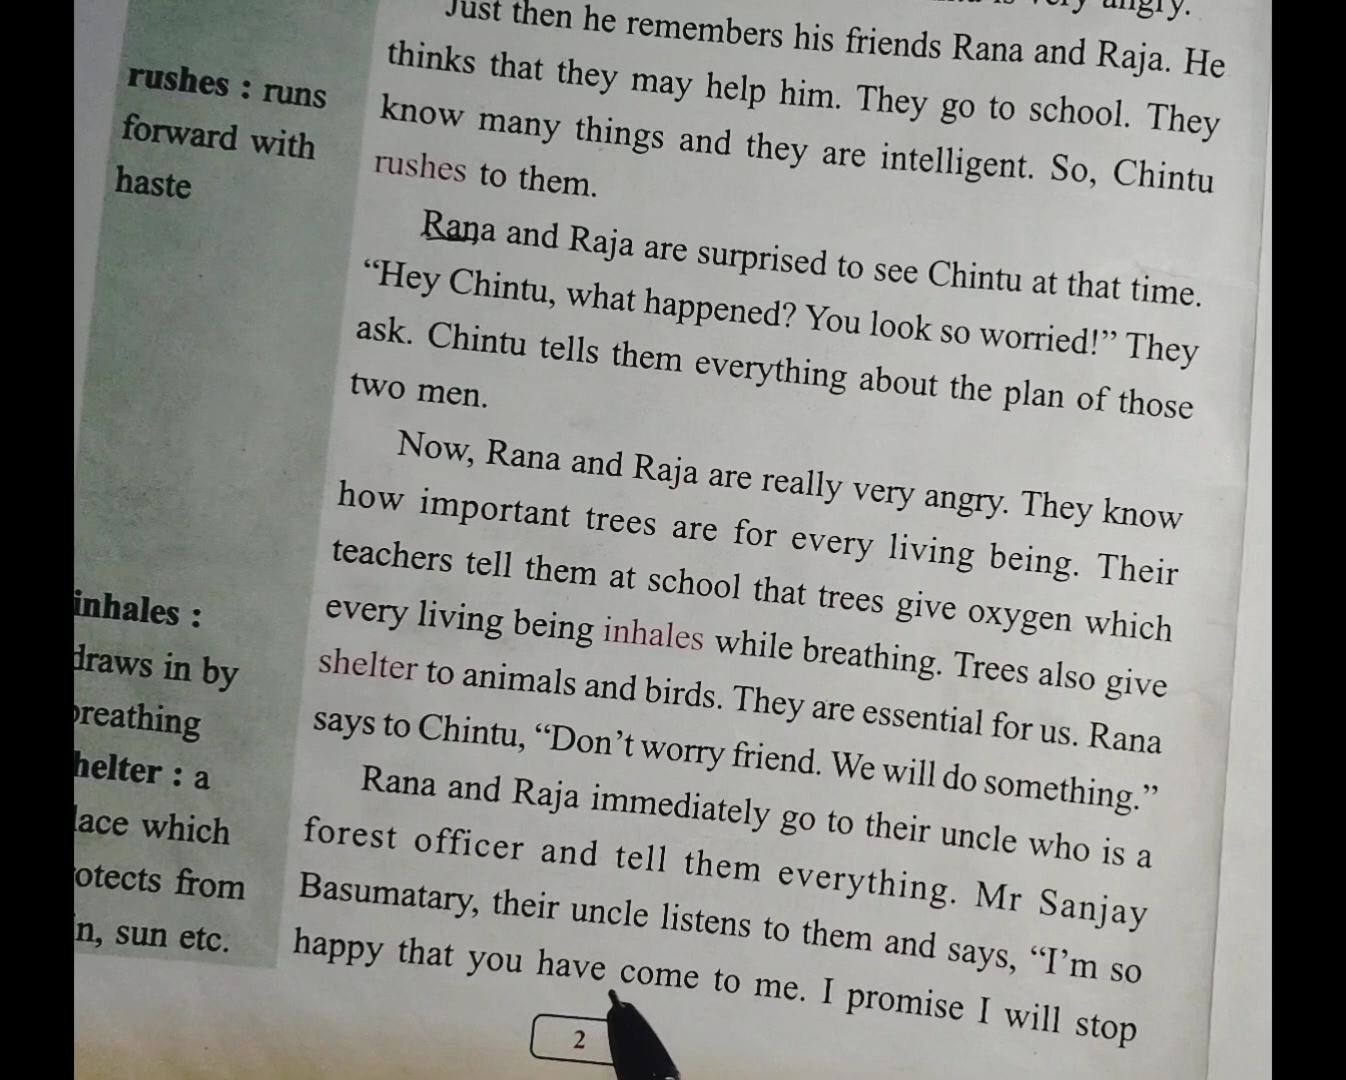 angry.
Just then he remembers his friends Rana and Raja. He
thinks that they may help him. They go to school. They
know many things and they are intelligent. So, Chintu
rushes to them.
Rana and Raja are surprised to see Chintu at that time.
“Hey Chintu, what happened? You look so worried!” They
ask. Chintu tells them everything about the plan of those
two men.
Now, Rana and Raja are really very angry. They know
how important trees are for every living being. Their
teachers tell them at school that trees give oxygen which
every living being inhales while breathing. Trees also give
shelter to animals and birds. They are essential for us. Rana
says to Chintu, “Don’t worry friend. We will do something.”
Rana and Raja immediately go to their uncle who is a
forest officer and tell them everything. Mr Sanjay
Basumatary, their uncle listens to them and says, “I’m so
happy that you have come to me. I promise I will stop
rushes : runs
forward with
haste
inhales :
draws in by
breathing
helter : a
lace which
otects from
n, sun etc.
2